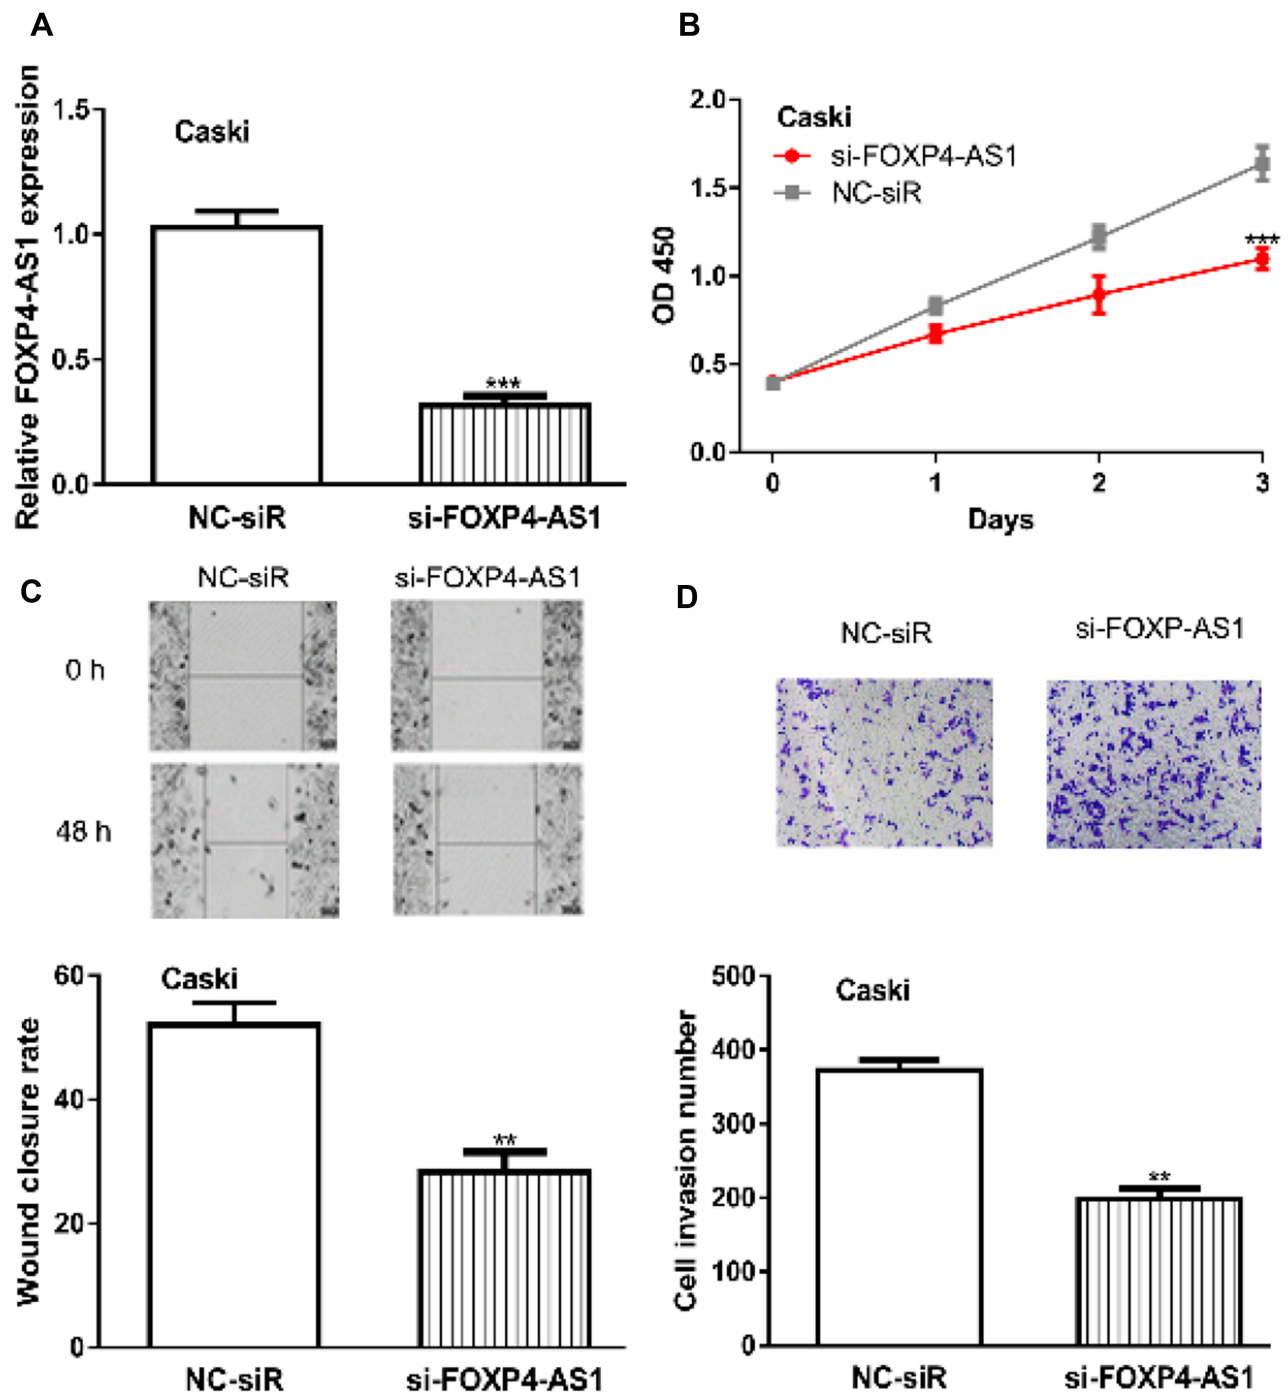 A
Relative FOXP4-AS1 expression
1.5
1.0
0.5
0.0
Caski
***
NC-siR
si-FOXP4-AS1
B
OD 450
2.0
1.5
1.0
0.5
0.0
Caski
si-FOXP4-AS1
NC-siR
***
0 1 2 3
Days
C
NC-siR
si-FOXP4-AS1
0 h
48 h
Wound closure rate
60
40
20
0
Caski
**
NC-siR
si-FOXP4-AS1
D
NC-siR
si-FOXP-AS1
Cell invasion number
500
400
300
200
100
0
Caski
**
NC-siR
si-FOXP4-AS1